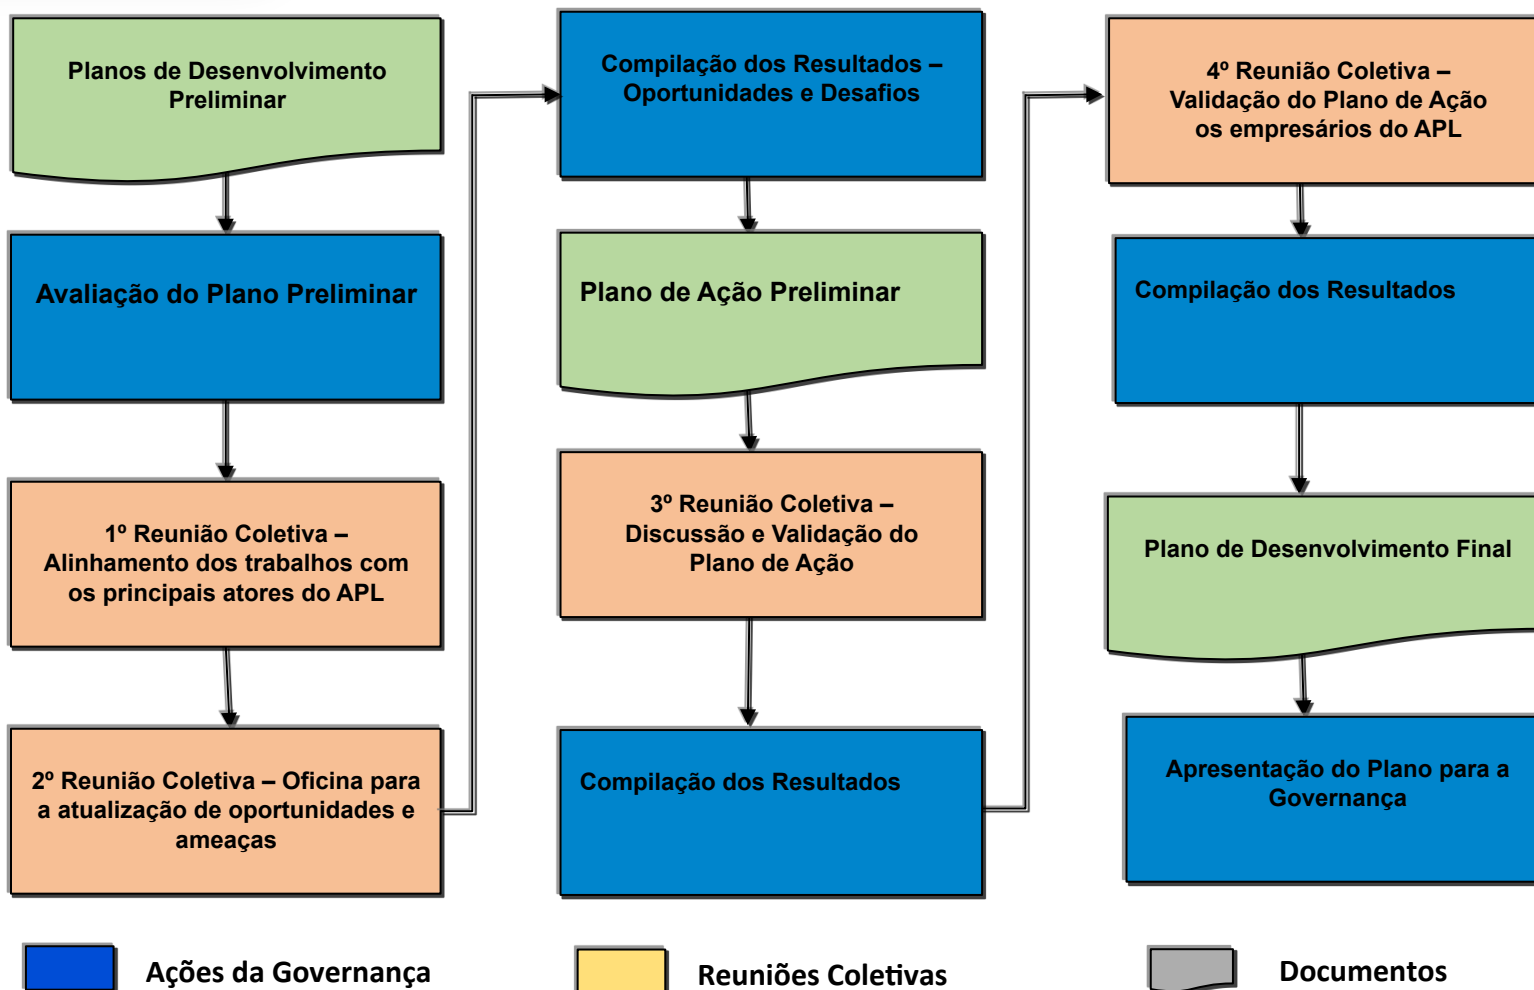 Planos de Desenvolvimento
Preliminar
Avaliação do Plano Preliminar
1º Reunião Coletiva –
Alinhamento dos trabalhos com
os principais atores do APL
2º Reunião Coletiva – Oficina para
a atualização de oportunidades e
ameaças
Compilação dos Resultados –
Oportunidades e Desafios
Plano de Ação Preliminar
3º Reunião Coletiva –
Discussão e Validação do
Plano de Ação
Compilação dos Resultados
4º Reunião Coletiva –
Validação do Plano de Ação
os empresários do APL
Compilação dos Resultados
Plano de Desenvolvimento Final
Apresentação do Plano para a
Governança
Ações da Governança
Reuniões Coletivas
Documentos